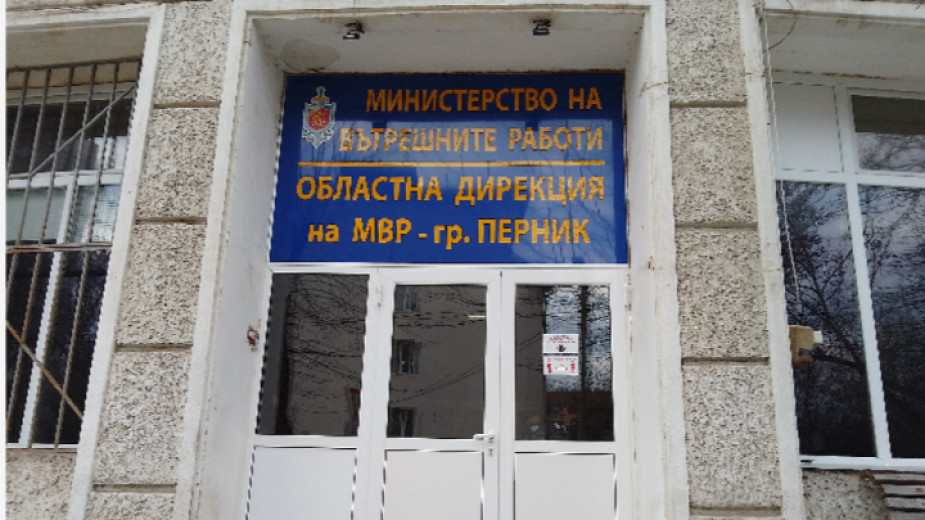 МИНИСТЕРСТВО НА
ВЪТРЕШНИТЕ РАБОТИ
ОБЛАСТНА ДИРЕКЦИЯ
на МВР - гр. ПЕРНИК